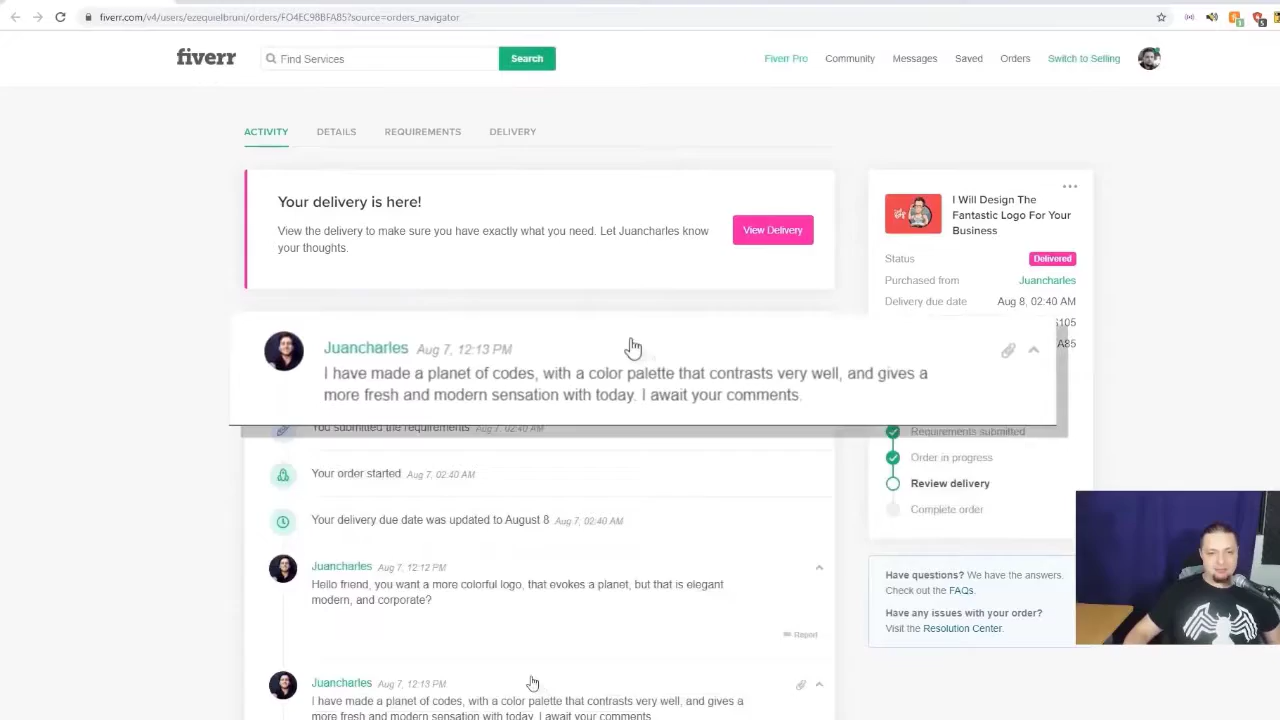 fiverr.com/v4/users/ezequielbruni/orders/FO4EC98BFA85?source=orders_navigator
fiverr
Find Services
Search
Fiverr Pro
Community
Messages
Saved
Orders
Switch to Selling
ACTIVITY
DETAILS
REQUIREMENTS
DELIVERY
Your delivery is here!
View the delivery to make sure you have exactly what you need. Let Juancharles know
your thoughts.
View Delivery
I Will Design The
Fantastic Logo For Your
Business
Status
Delivered
Purchased from
Juancharles
Delivery due date
Aug 8, 02:40 AM
$105
A85
Juancharles Aug 7, 12:13 PM
I have made a planet of codes, with a color palette that contrasts very well, and gives a
more fresh and modern sensation with today. I await your comments.
You submitted the requirements Aug 7, 02:40 AM
Your order started Aug 7, 02:40 AM
Your delivery due date was updated to August 8 Aug 7, 02:40 AM
Juancharles Aug 7, 12:12 PM
Hello friend, you want a more colorful logo, that evokes a planet, but that is elegant
modern, and corporate?
Report
Juancharles Aug 7, 12:13 PM
I have made a planet of codes, with a color palette that contrasts very well, and gives a
more fresh and modern sensation with today. I await your comments.
Requirements submitted
Order in progress
Review delivery
Complete order
Have questions? We have the answers.
Check out the FAQs.
Have any issues with your order?
Visit the Resolution Center.